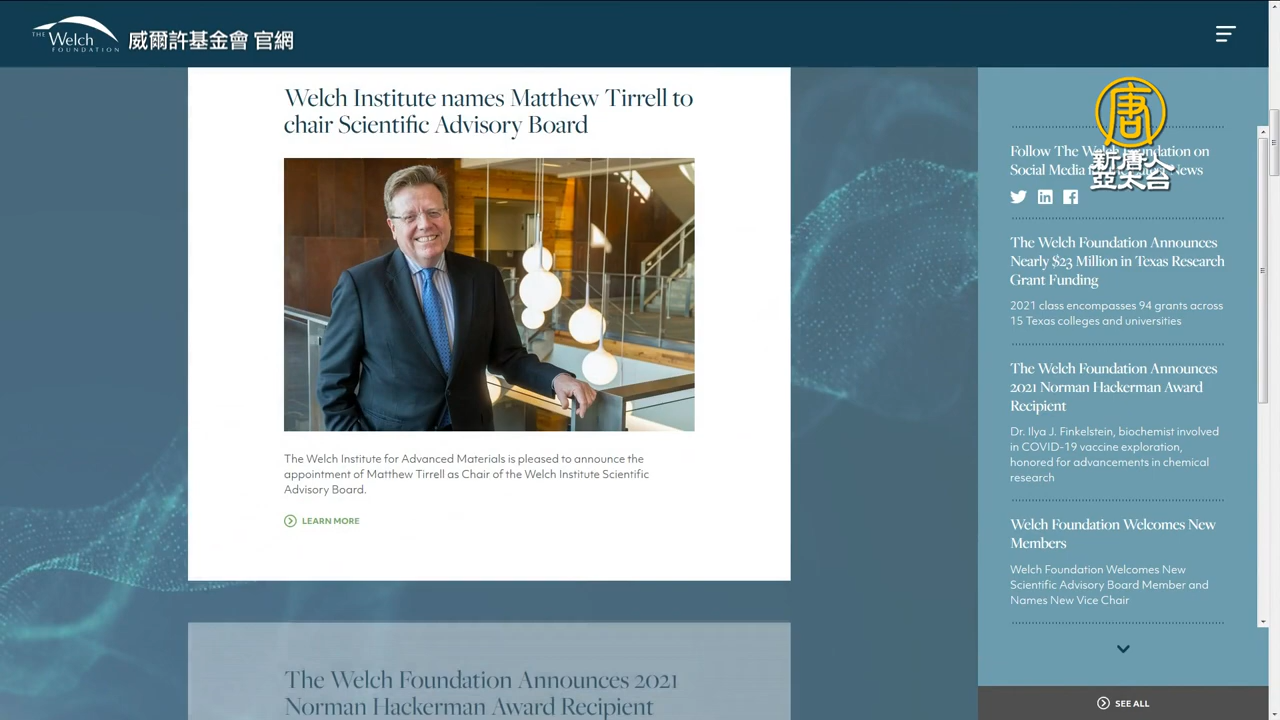 THE Welch FOUNDATION
威爾許基金會 官網
Welch Institute names Matthew Tirrell to
chair Scientific Advisory Board
The Welch Institute for Advanced Materials is pleased to announce the
appointment of Matthew Tirrell as Chair of the Welch Institute Scientific
Advisory Board.
LEARN MORE
The Welch Foundation Announces 2021
Norman Hackerman Award Recipient
唐
新唐人
亞太台
Follow The Welch Foundation on
Social Media News
The Welch Foundation Announces
Nearly $23 Million in Texas Research
Grant Funding
2021 class encompasses 94 grants across
15 Texas colleges and universities
The Welch Foundation Announces
2021 Norman Hackerman Award
Recipient
Dr. Ilya J. Finkelstein, biochemist involved
in COVID-19 vaccine exploration,
honored for advancements in chemical
research
Welch Foundation Welcomes New
Members
Welch Foundation Welcomes New
Scientific Advisory Board Member and
Names New Vice Chair
SEE ALL